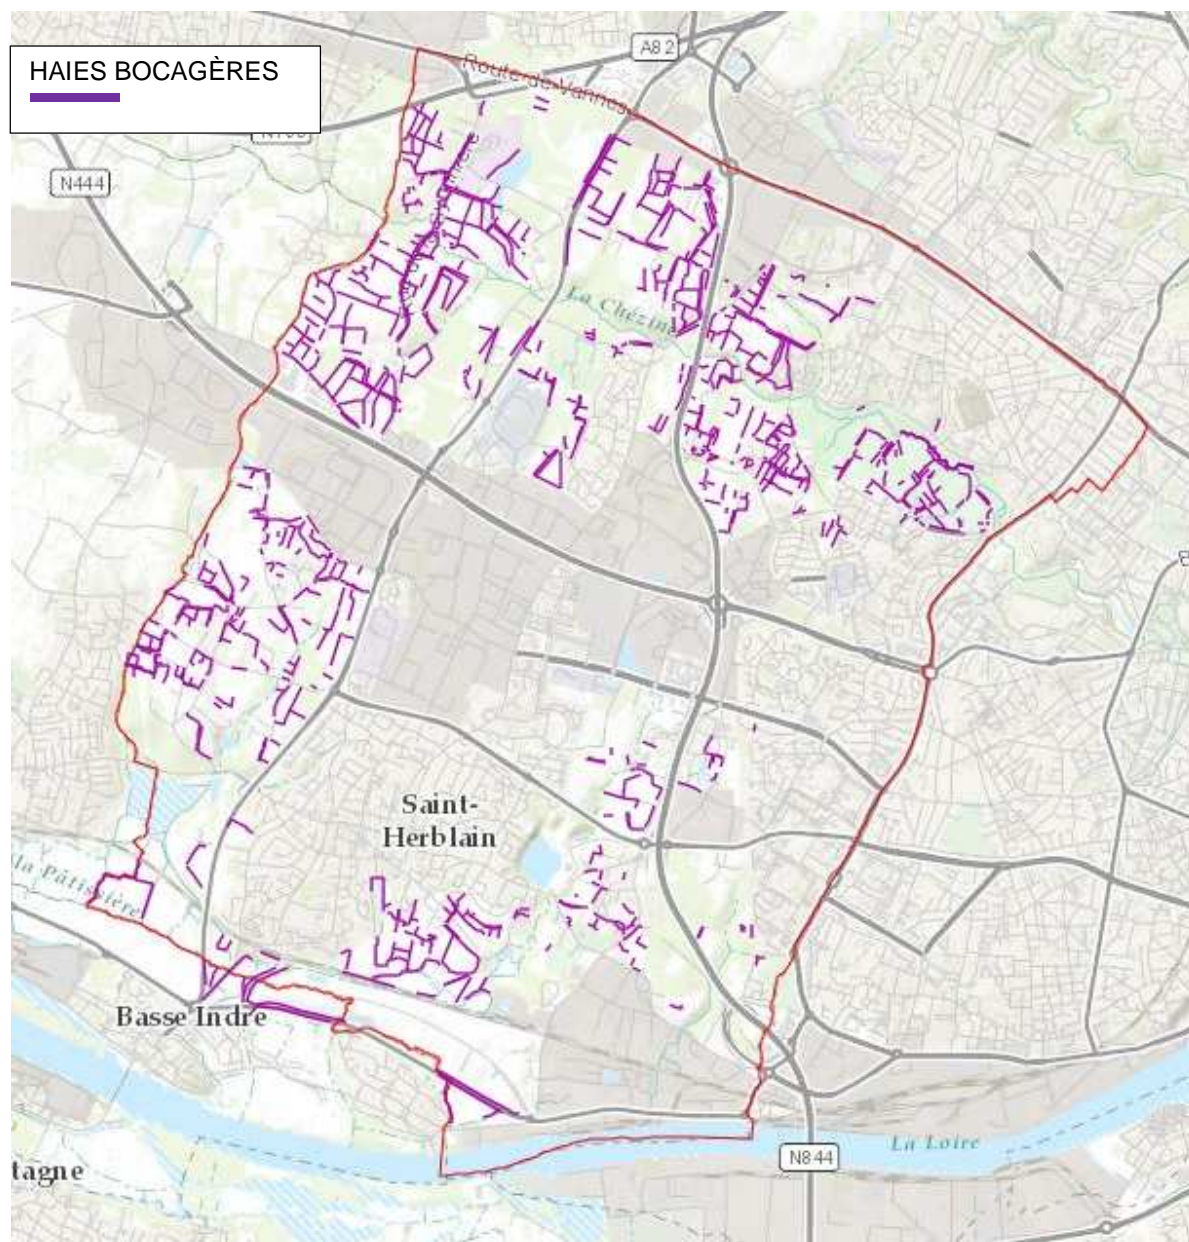 HAIES BOCAGÈRES
A82
Route de Vannes
N444
La Chézine
Saint-
Herblain
la Pâtissière
Basse Indre
La Loire
N844
tagne